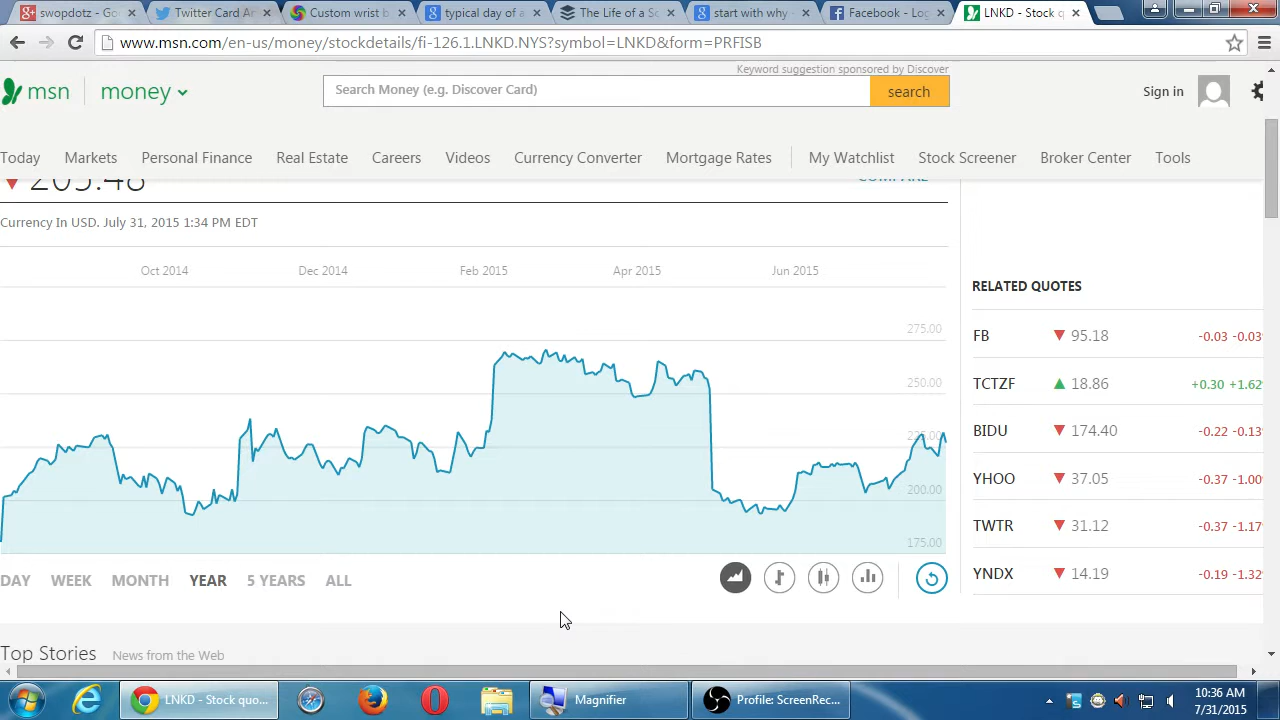 swopdotz - Go
Twitter Card A
Custom wrist b
typical day of a
The Life of a S
start with why -
Facebook - Log
LNKD - Stock q
www.msn.com/en-us/money/stockdetails/fi-126.1.LNKD.NYS?symbol=LNKD&form=PRFISB
Keyword suggestion sponsored by Discover
msn money
Search Money (e.g. Discover Card)
search
Sign in
Today Markets Personal Finance Real Estate Careers Videos Currency Converter Mortgage Rates My Watchlist Stock Screener Broker Center Tools
205.48
COMPARE
Currency In USD. July 31, 2015 1:34 PM EDT
Oct 2014 Dec 2014 Feb 2015 Apr 2015 Jun 2015
275.00
250.00
225.00
200.00
175.00
DAY WEEK MONTH YEAR 5 YEARS ALL
RELATED QUOTES
FB 95.18 -0.03 -0.03
TCTZF 18.86 +0.30 +1.62
BIDU 174.40 -0.22 -0.13
YHOO 37.05 -0.37 -1.00
TWTR 31.12 -0.37 -1.17
YNDX 14.19 -0.19 -1.32
Top Stories News from the Web
LNKD - Stock quo...
Magnifier
Profile: ScreenRec...
10:36 AM
7/31/2015